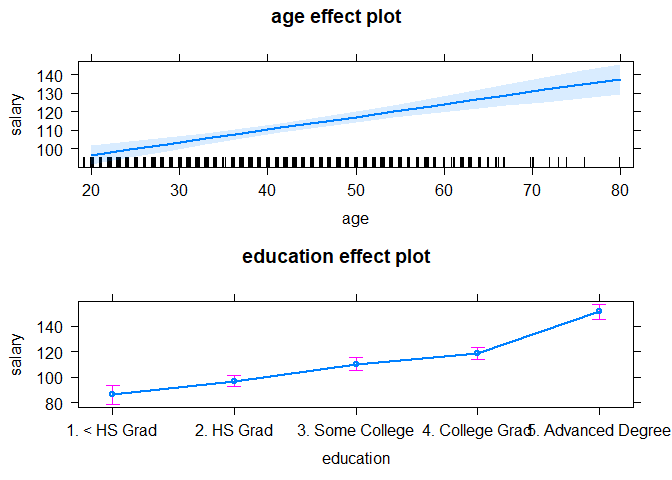 age effect plot
salary
140
130
120
110
100
20 30 40 50 60 70 80
age
education effect plot
salary
140
120
100
80
1. < HS Grad 2. HS Grad 3. Some College 4. College Grad 5. Advanced Degree
education